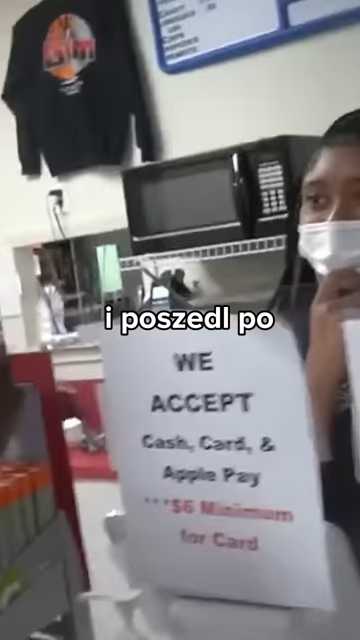 i poszedl po
WE
ACCEPT
Cash, Card, &
Apple Pay
***$6 Minimum
for Card